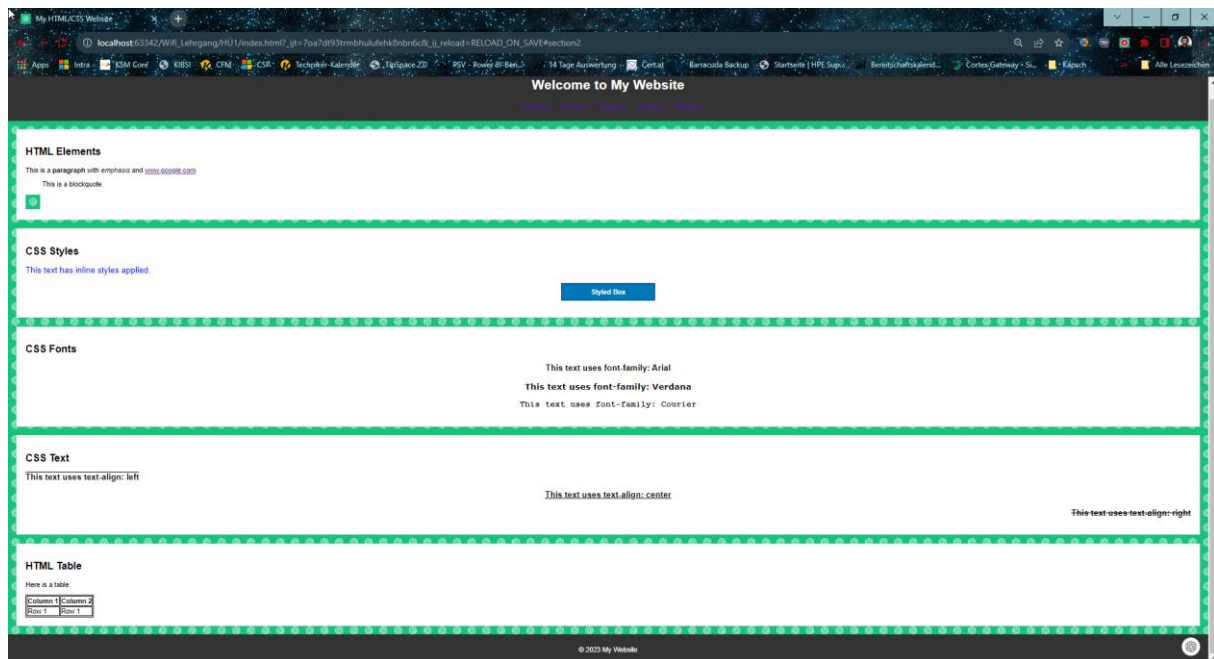 My HTML/CSS Website
localhost:63342/Wifi_Lehrgang/HÜ1/index.html?_ijt=7oa7dt93trmbhulufehk8nbn6c&_ij_reload=RELOAD_ON_SAVE#section2
Apps Intra KSM Core KIBSI CFM CSR Techniker-Kalender TipSpace 2.0 PSV - Power 14 Tage Auswertung Cert.at Barracuda Backup Startseite | HPE Bereitschaftskalend... Cortex Gateway - Si... Kapsch Alle Lesezeichen
Welcome to My Website
HTML Elements
This is a paragraph with emphasis and www.google.com
This is a blockquote.
CSS Styles
This text has inline styles applied.
Styled Box
CSS Fonts
This text uses font-family: Arial
This text uses font-family: Verdana
This text uses font-family: Courier
CSS Text
This text uses text-align: left
This text uses text-align: center
This text uses text-align: right
HTML Table
Here is a table:
Column 1 Column 2
Row 1 Row 1
© 2023 My Website